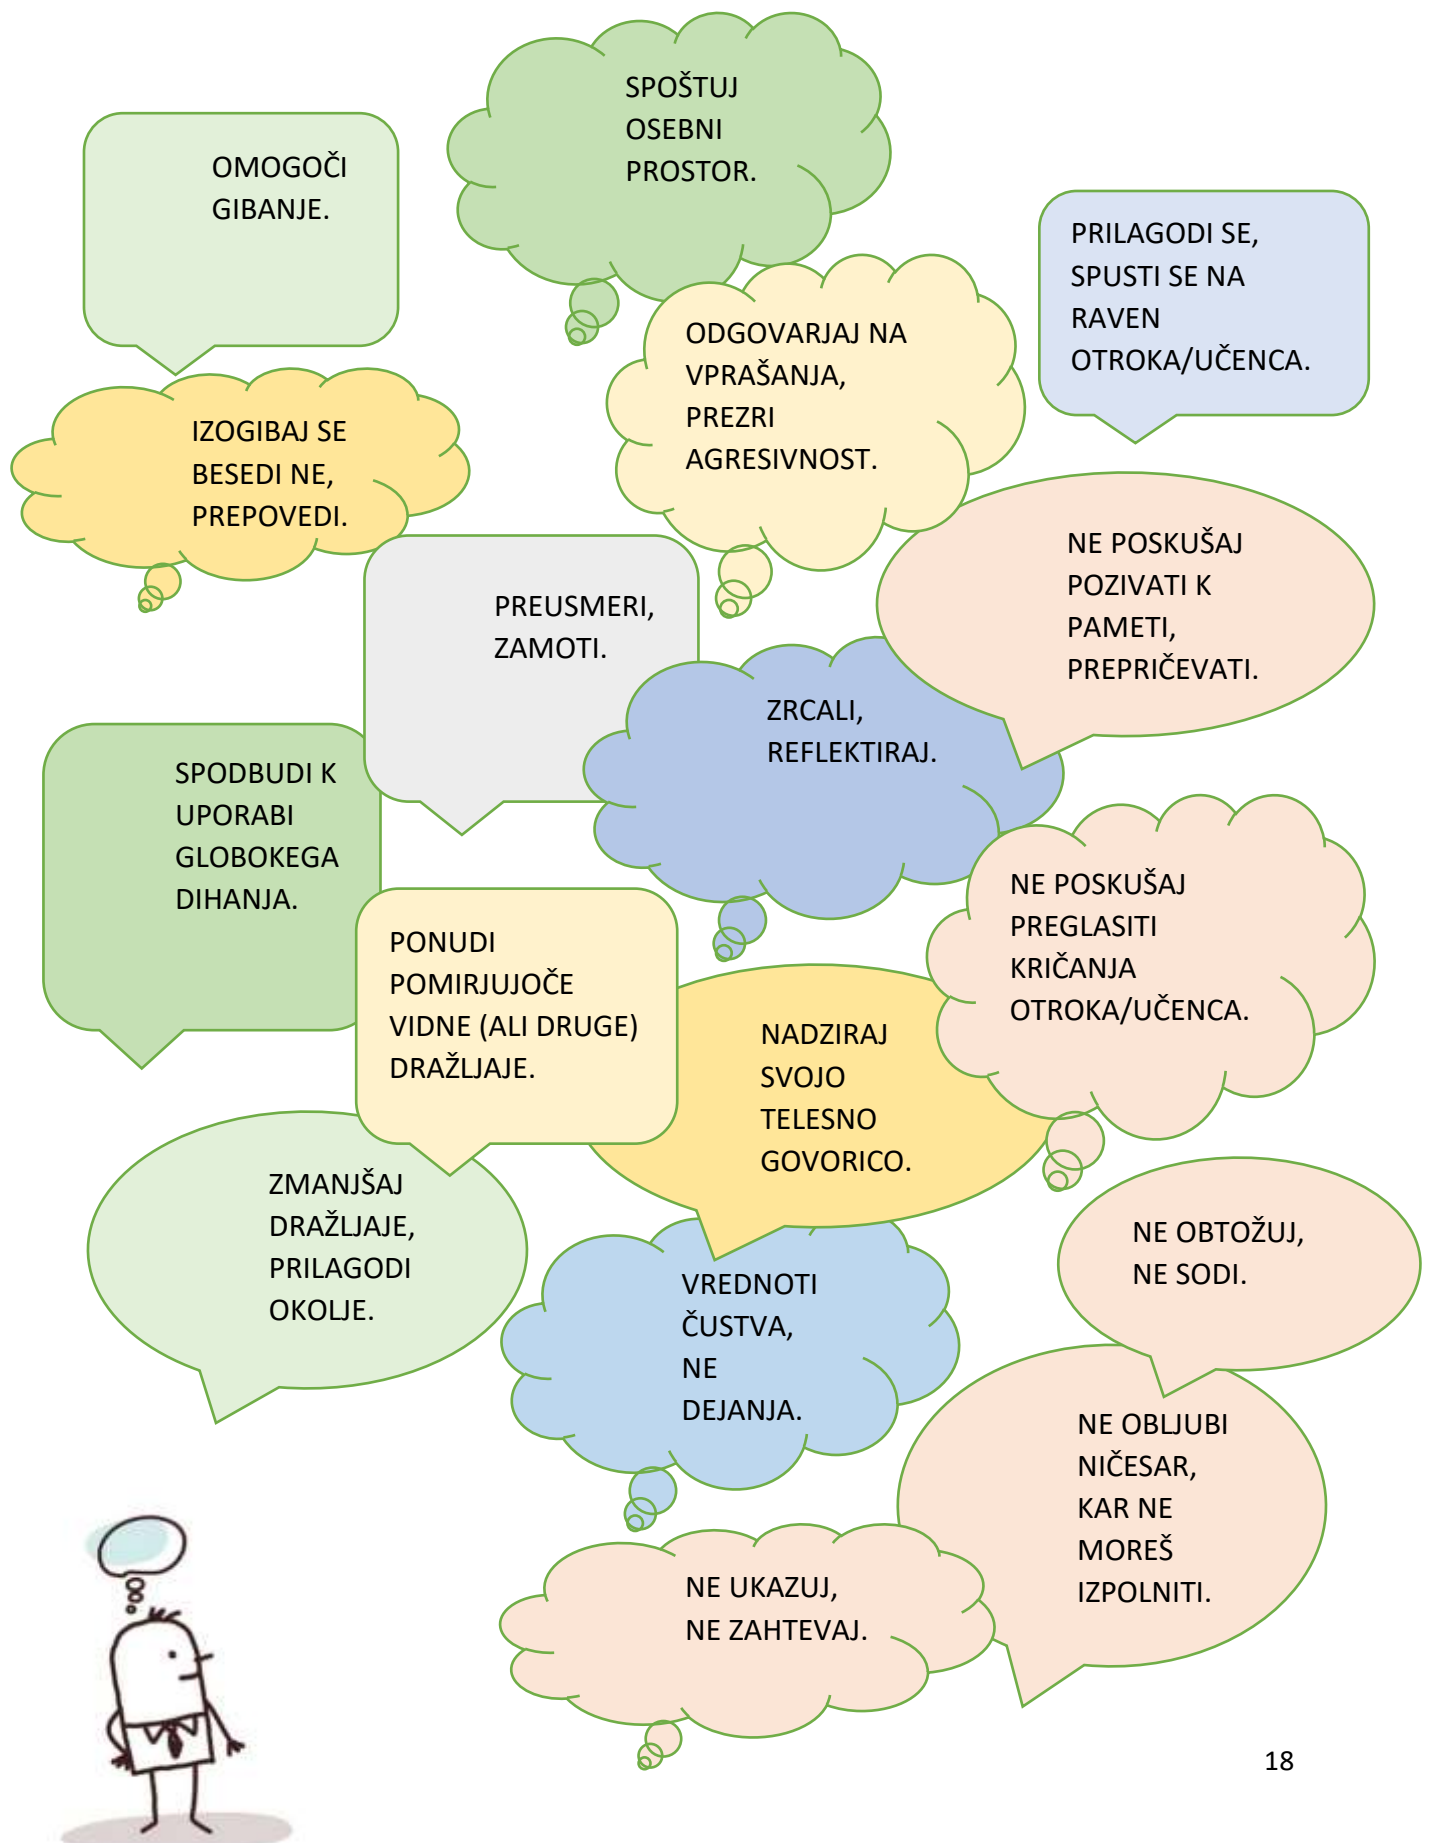 SPOŠTUJ
OSEBNI
PROSTOR.
OMOGOČI
GIBANJE.
PRILAGODI SE,
SPUSTI SE NA
RAVEN
OTROKA/UČENCA.
ODGOVARJAJ NA
VPRAŠANJA,
PREZRI
AGRESIVNOST.
IZOGIBAJ SE
BESEDI NE,
PREPOVEDI.
NE POSKUŠAJ
POZIVATI K
PAMETI,
PREPRIČEVATI.
PREUSMERI,
ZAMOTI.
ZRCALI,
REFLEKTIRAJ.
SPODBUDI K
UPORABI
GLOBOKEGA
DIHANJA.
NE POSKUŠAJ
PREGLASITI
KRIČANJA
OTROKA/UČENCA.
PONUDI
POMIRJUJOČE
VIDNE (ALI DRUGE)
DRAŽLJAJE.
NADZIRAJ
SVOJO
TELESNO
GOVORICO.
ZMANJŠAJ
DRAŽLJAJE,
PRILAGODI
OKOLJE.
NE OBTOŽUJ,
NE SODI.
VREDNOTI
ČUSTVA,
NE
DEJANJA.
NE OBLJUBI
NIČESAR,
KAR NE
MOREŠ
IZPOLNITI.
NE UKAZUJ,
NE ZAHTEVAJ.
18